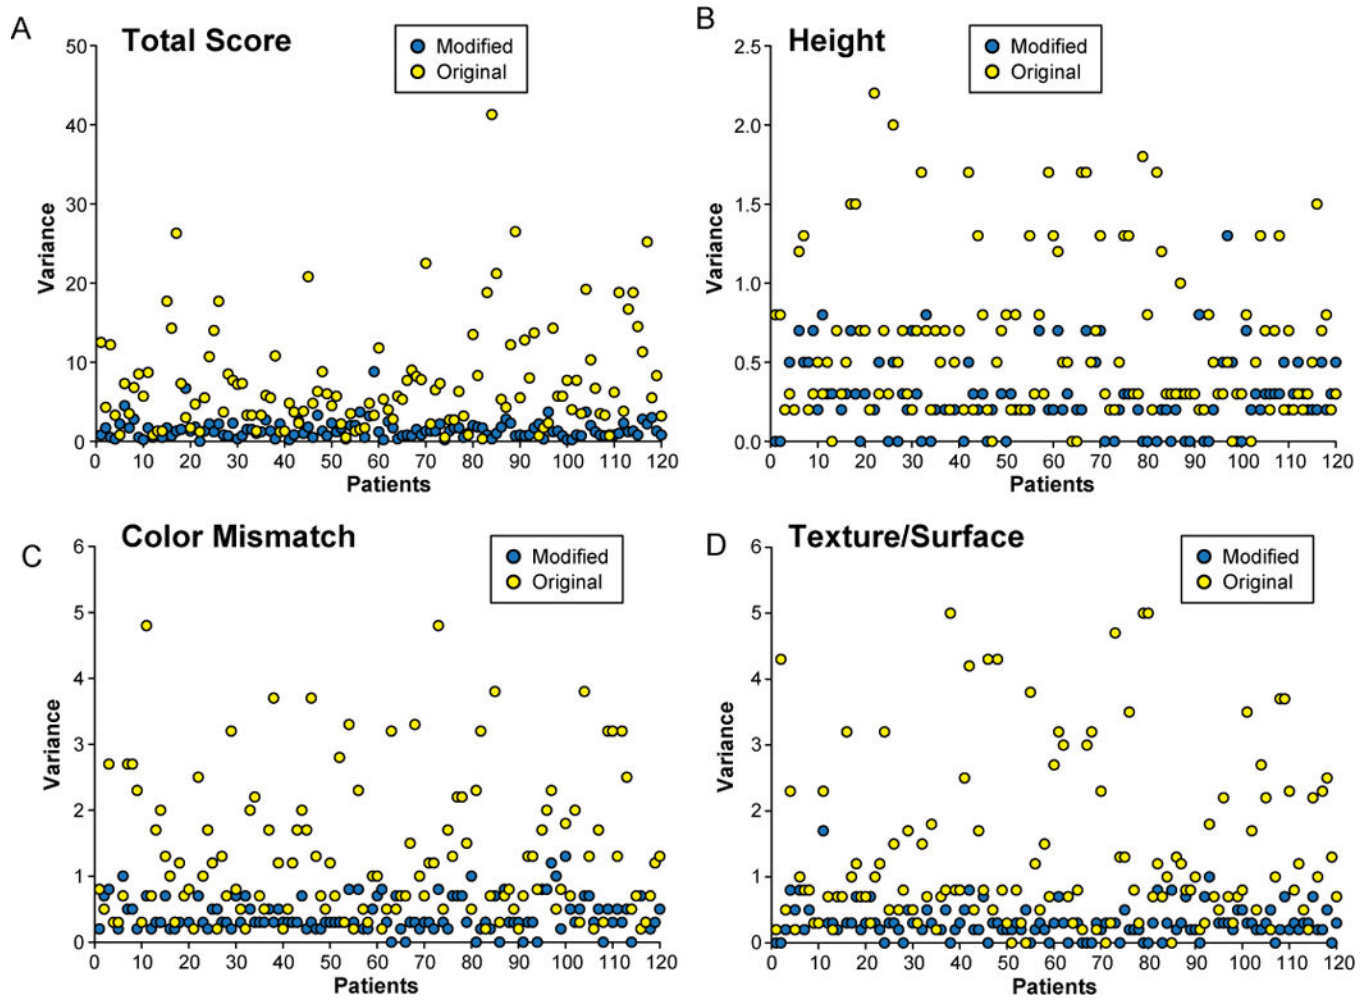 A
Total Score
Modified
Original
50
40
30
20
10
0
Variance
0 10 20 30 40 50 60 70 80 90 100 110 120
Patients
B
Height
Modified
Original
2.5
2.0
1.5
1.0
0.5
0.0
Variance
0 10 20 30 40 50 60 70 80 90 100 110 120
Patients
C
Color Mismatch
Modified
Original
6
5
4
3
2
1
0
Variance
0 10 20 30 40 50 60 70 80 90 100 110 120
Patients
D
Texture/Surface
Modified
Original
6
5
4
3
2
1
0
Variance
0 10 20 30 40 50 60 70 80 90 100 110 120
Patients